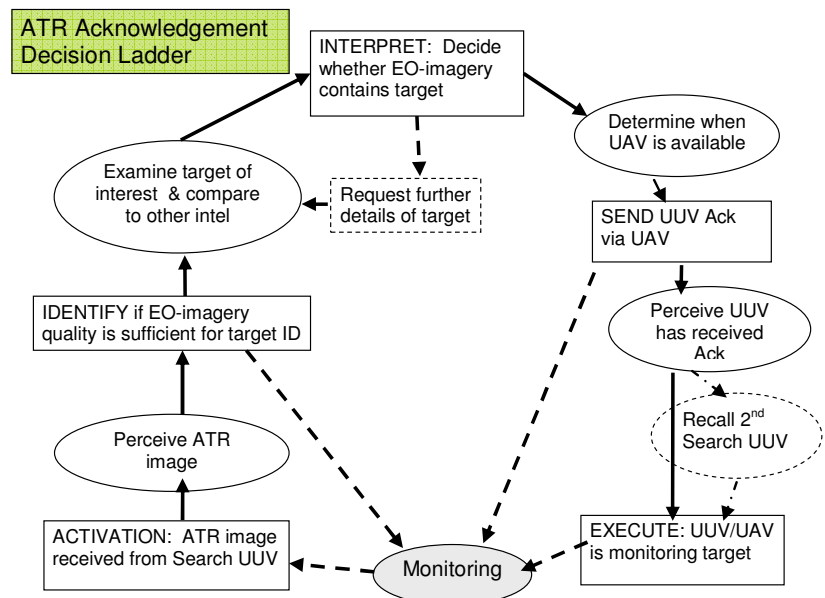 ATR Acknowledgement
Decision Ladder
INTERPRET: Decide
whether EO-imagery
contains target
Determine when
UAV is available
Examine target of
interest & compare
to other intel
Request further
details of target
SEND UUV Ack
via UAV
IDENTIFY if EO-imagery
quality is sufficient for target ID
Perceive UUV
has received
Ack
Recall 2nd
Search UUV
Perceive ATR
image
ACTIVATION: ATR image
received from Search UUV
Monitoring
EXECUTE: UUV/UAV
is monitoring target